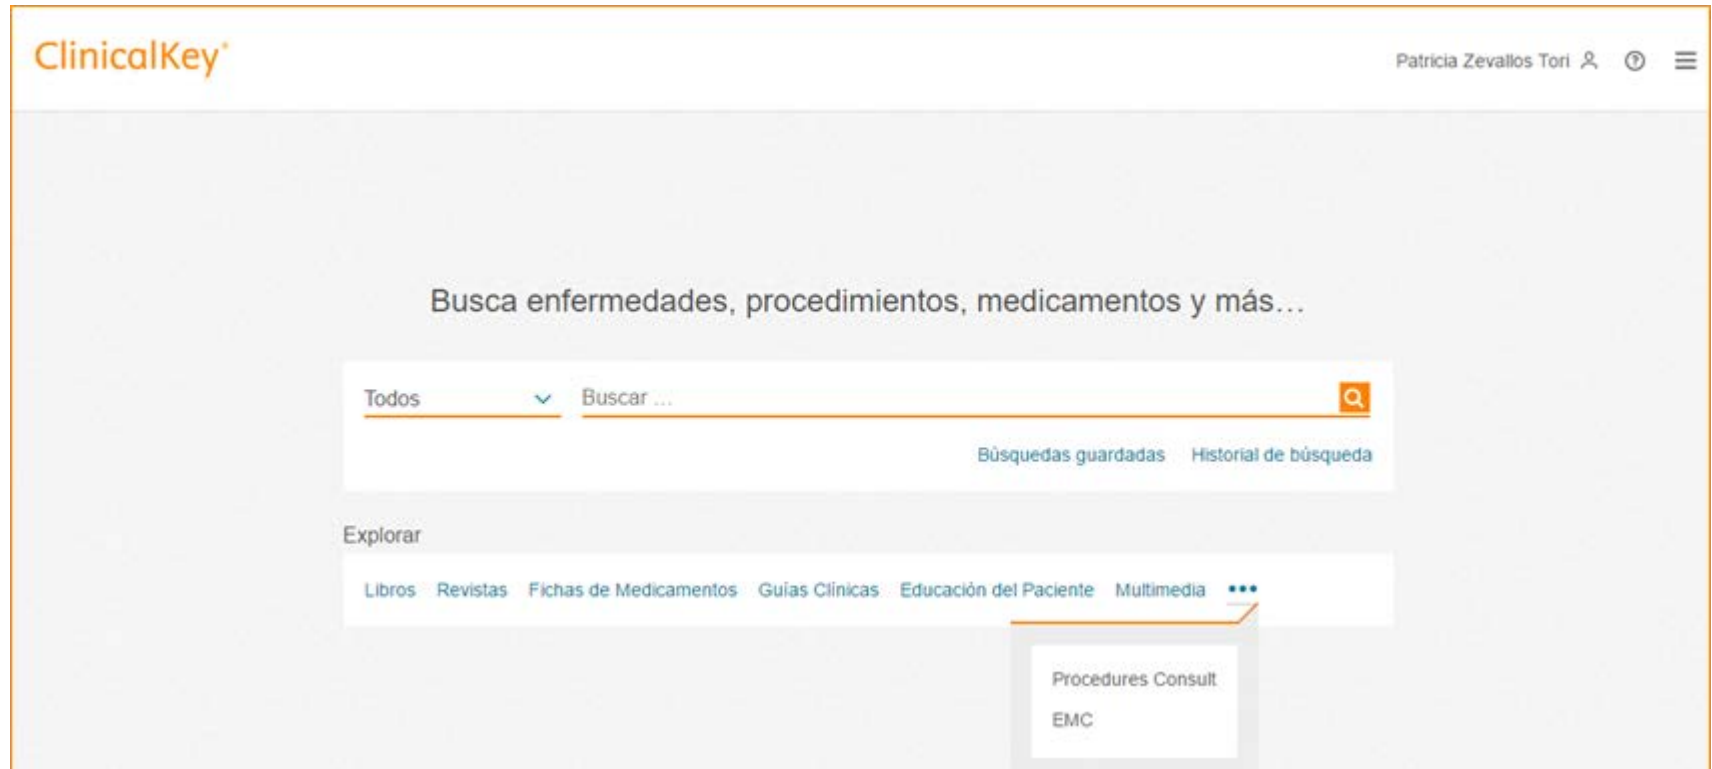 ClinicalKey®
Patricia Zevallos Tori
Busca enfermedades, procedimientos, medicamentos y más...
Todos
Buscar ...
Búsquedas guardadas Historial de búsqueda
Explorar
Libros Revistas Fichas de Medicamentos Guías Clínicas Educación del Paciente Multimedia •••
Procedures Consult
EMC